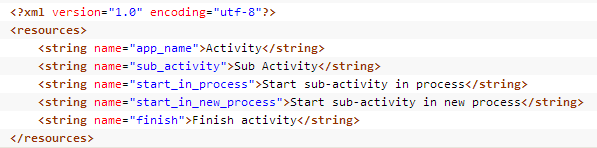 <?xml version="1.0" encoding="utf-8"?>
<resources>
    <string name="app_name">Activity</string>
    <string name="sub_activity">Sub Activity</string>
    <string name="start_in_process">Start sub-activity in process</string>
    <string name="start_in_new_process">Start sub-activity in new process</string>
    <string name="finish">Finish activity</string>
</resources>